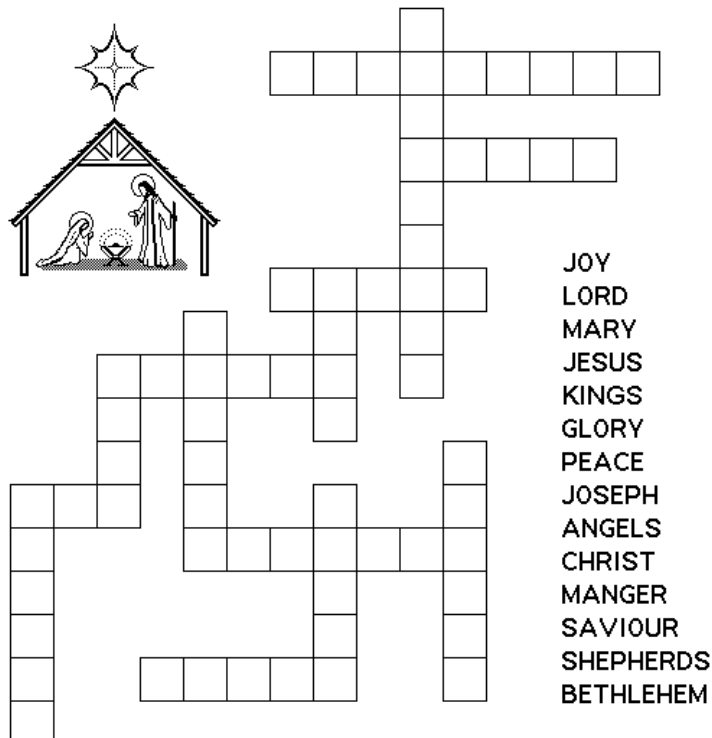 JOY
LORD
MARY
JESUS
KINGS
GLORY
PEACE
JOSEPH
ANGELS
CHRIST
MANGER
SAVIOUR
SHEPHERDS
BETHLEHEM